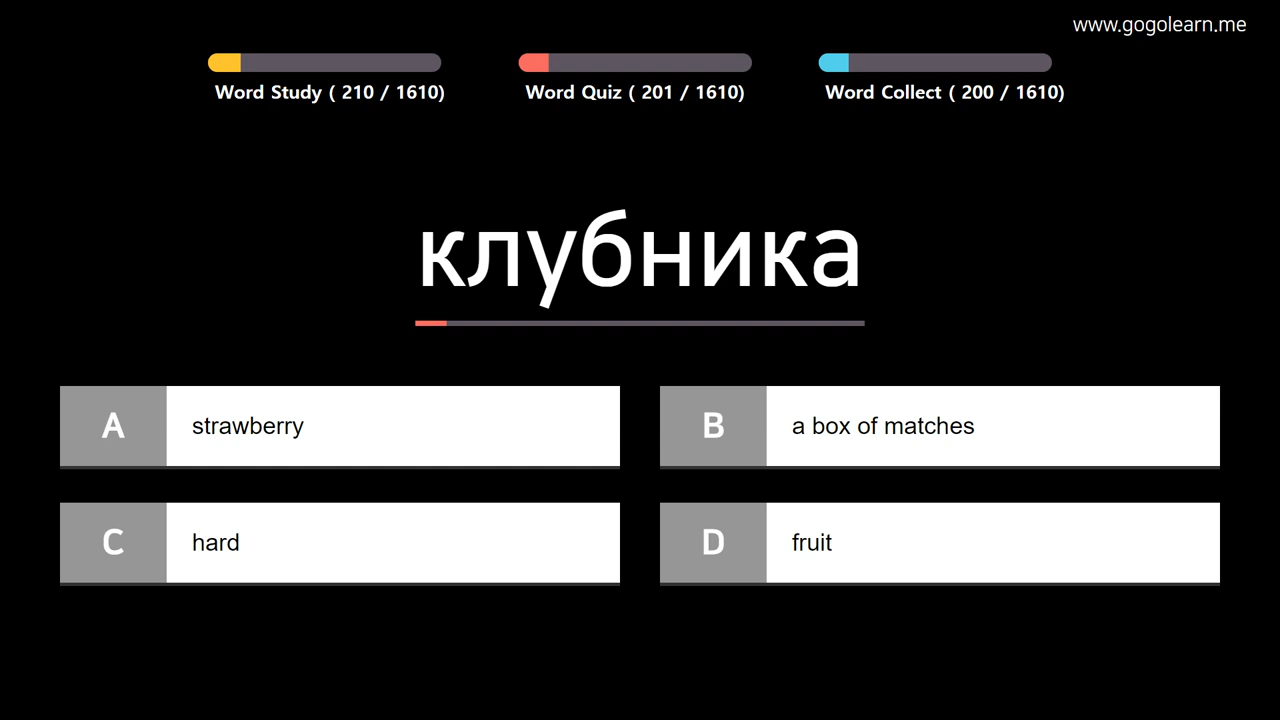 www.gogolearn.me
Word Study ( 210 / 1610)
Word Quiz ( 201 / 1610)
Word Collect ( 200 / 1610)
клубника
A strawberry
B a box of matches
C hard
D fruit